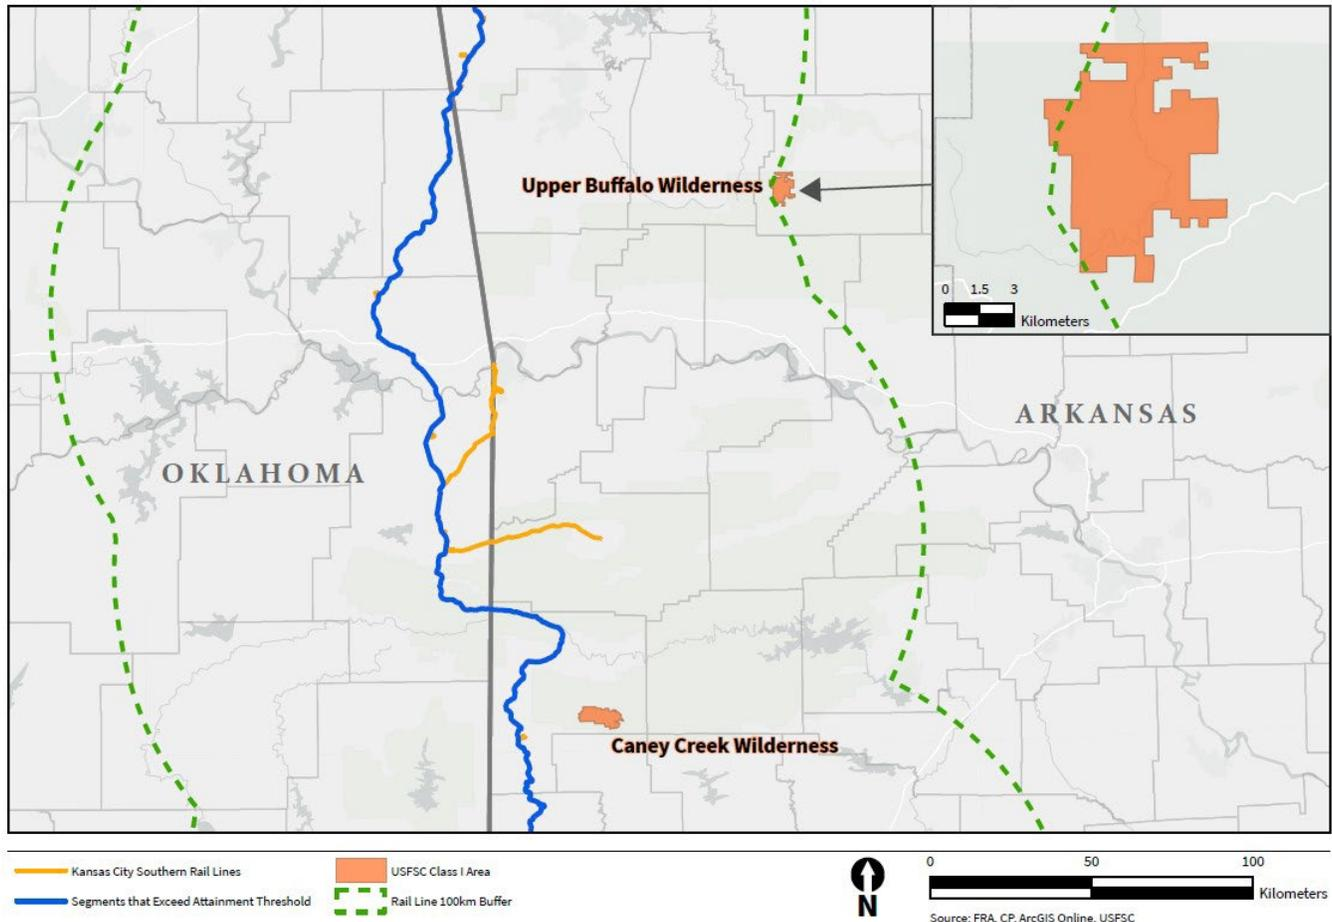 Upper Buffalo Wilderness
0 1.5 3
Kilometers
ARKANSAS
OKLAHOMA
Caney Creek Wilderness
Kansas City Southern Rail Lines
Segments that Exceed Attainment Threshold
USFSC Class I Area
Rail Line 100km Buffer
N
0 50 100
Kilometers
Source: FRA, CP, ArcGIS Online, USFSC